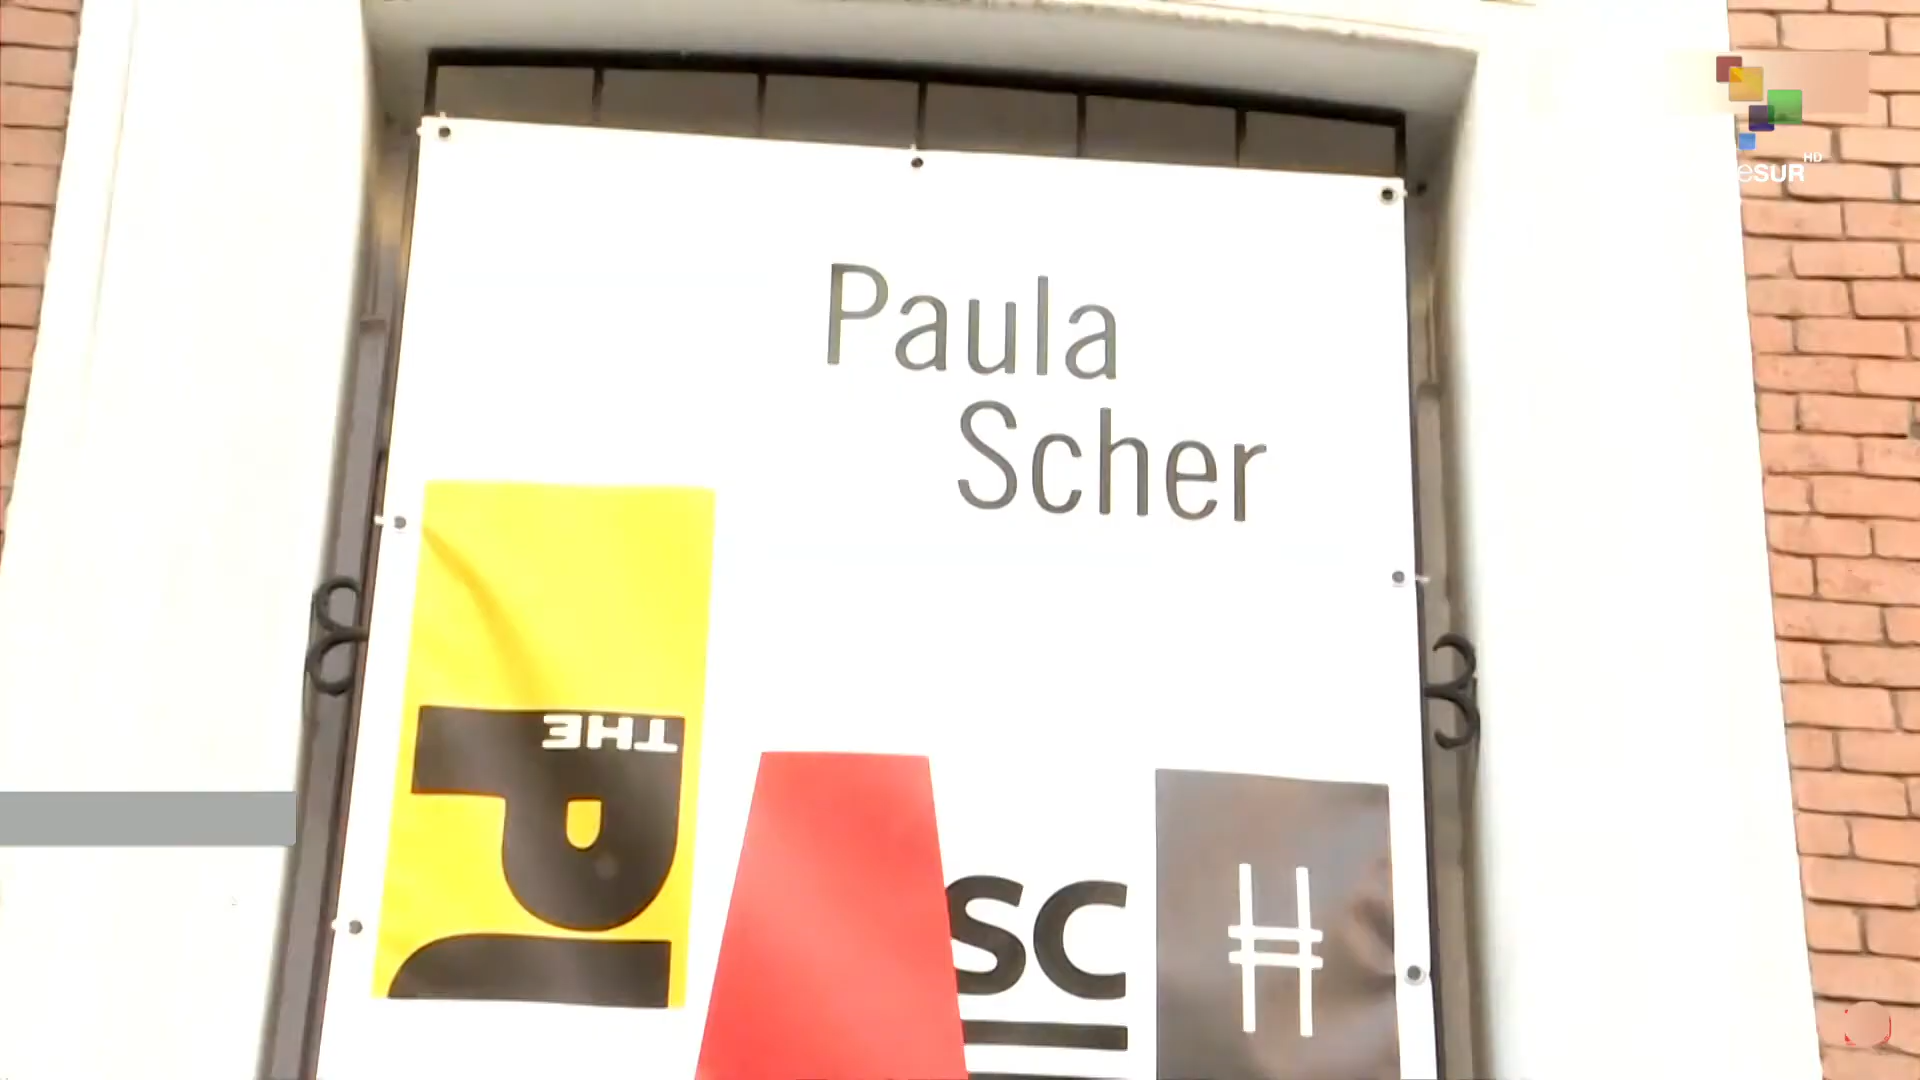 Paula
Scher
THE
P
SC
eSUR HD